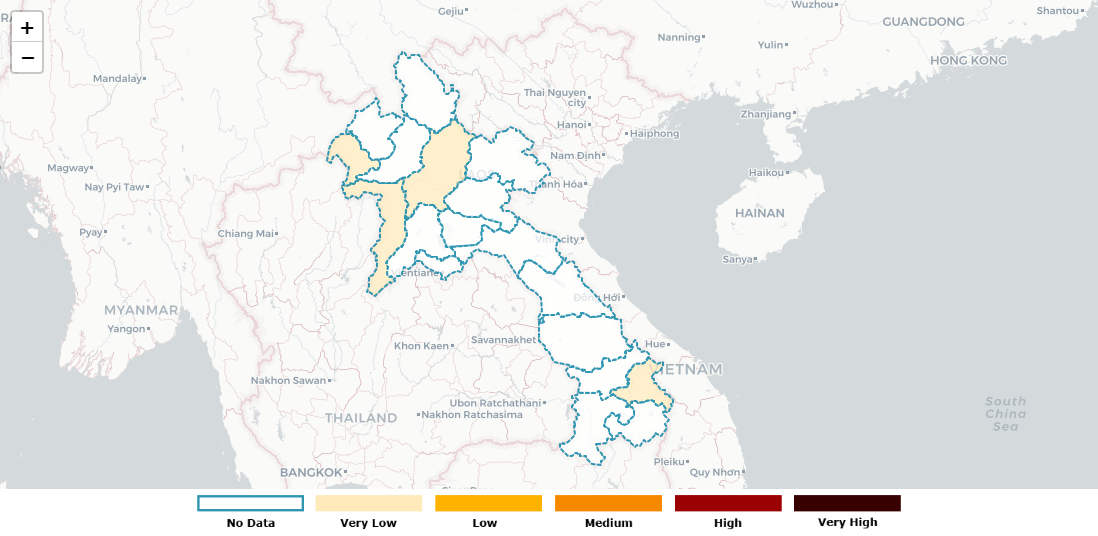 Gejiu
Wuzhou
Shantou
GUANGDONG
Nanning
Yulin
HONG KONG
+
−
Mandalay
Thai Nguyen
city
Zhanjiang
Hanoi
Haiphong
Magway
Nam Định
Nay Pyi Taw
Thanh Hóa
Haikou
HAINAN
Pyay
Chiang Mai
Vinh city
Sanya
entiane
Đồng Hới
MYANMAR
Yangon
Khon Kaen
Savannakhet
Hue
VIETNAM
Nakhon Sawan
Ubon Ratchathani
South
China
Sea
THAILAND
Nakhon Ratchasima
BANGKOK
Pleiku
Quy Nhơn
No Data
Very Low
Low
Medium
High
Very High